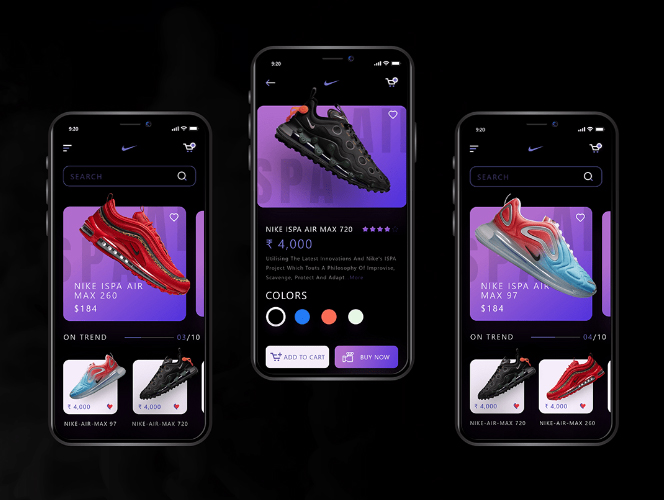 9:20
SEARCH
ISPA
NIKE ISPA AIR
MAX 260
$184
ON TREND
03/10
₹ 4,000
₹ 4,000
NIKE-AIR-MAX 97
NIKE-AIR-MAX 720
9:20
AIR
ISPA
NIKE ISPA AIR MAX 720
₹ 4,000
Utilising The Latest Innovations And Nike's ISPA
Project Which Touts A Philosophy Of Improvise,
Scavenge, Protect And Adapt. More
COLORS
ADD TO CART
BUY NOW
9:20
SEARCH
ISPA
NIKE ISPA AIR
MAX 97
$184
ON TREND
04/10
₹ 4,000
₹ 4,000
NIKE-AIR-MAX 720
NIKE-AIR-MAX 260